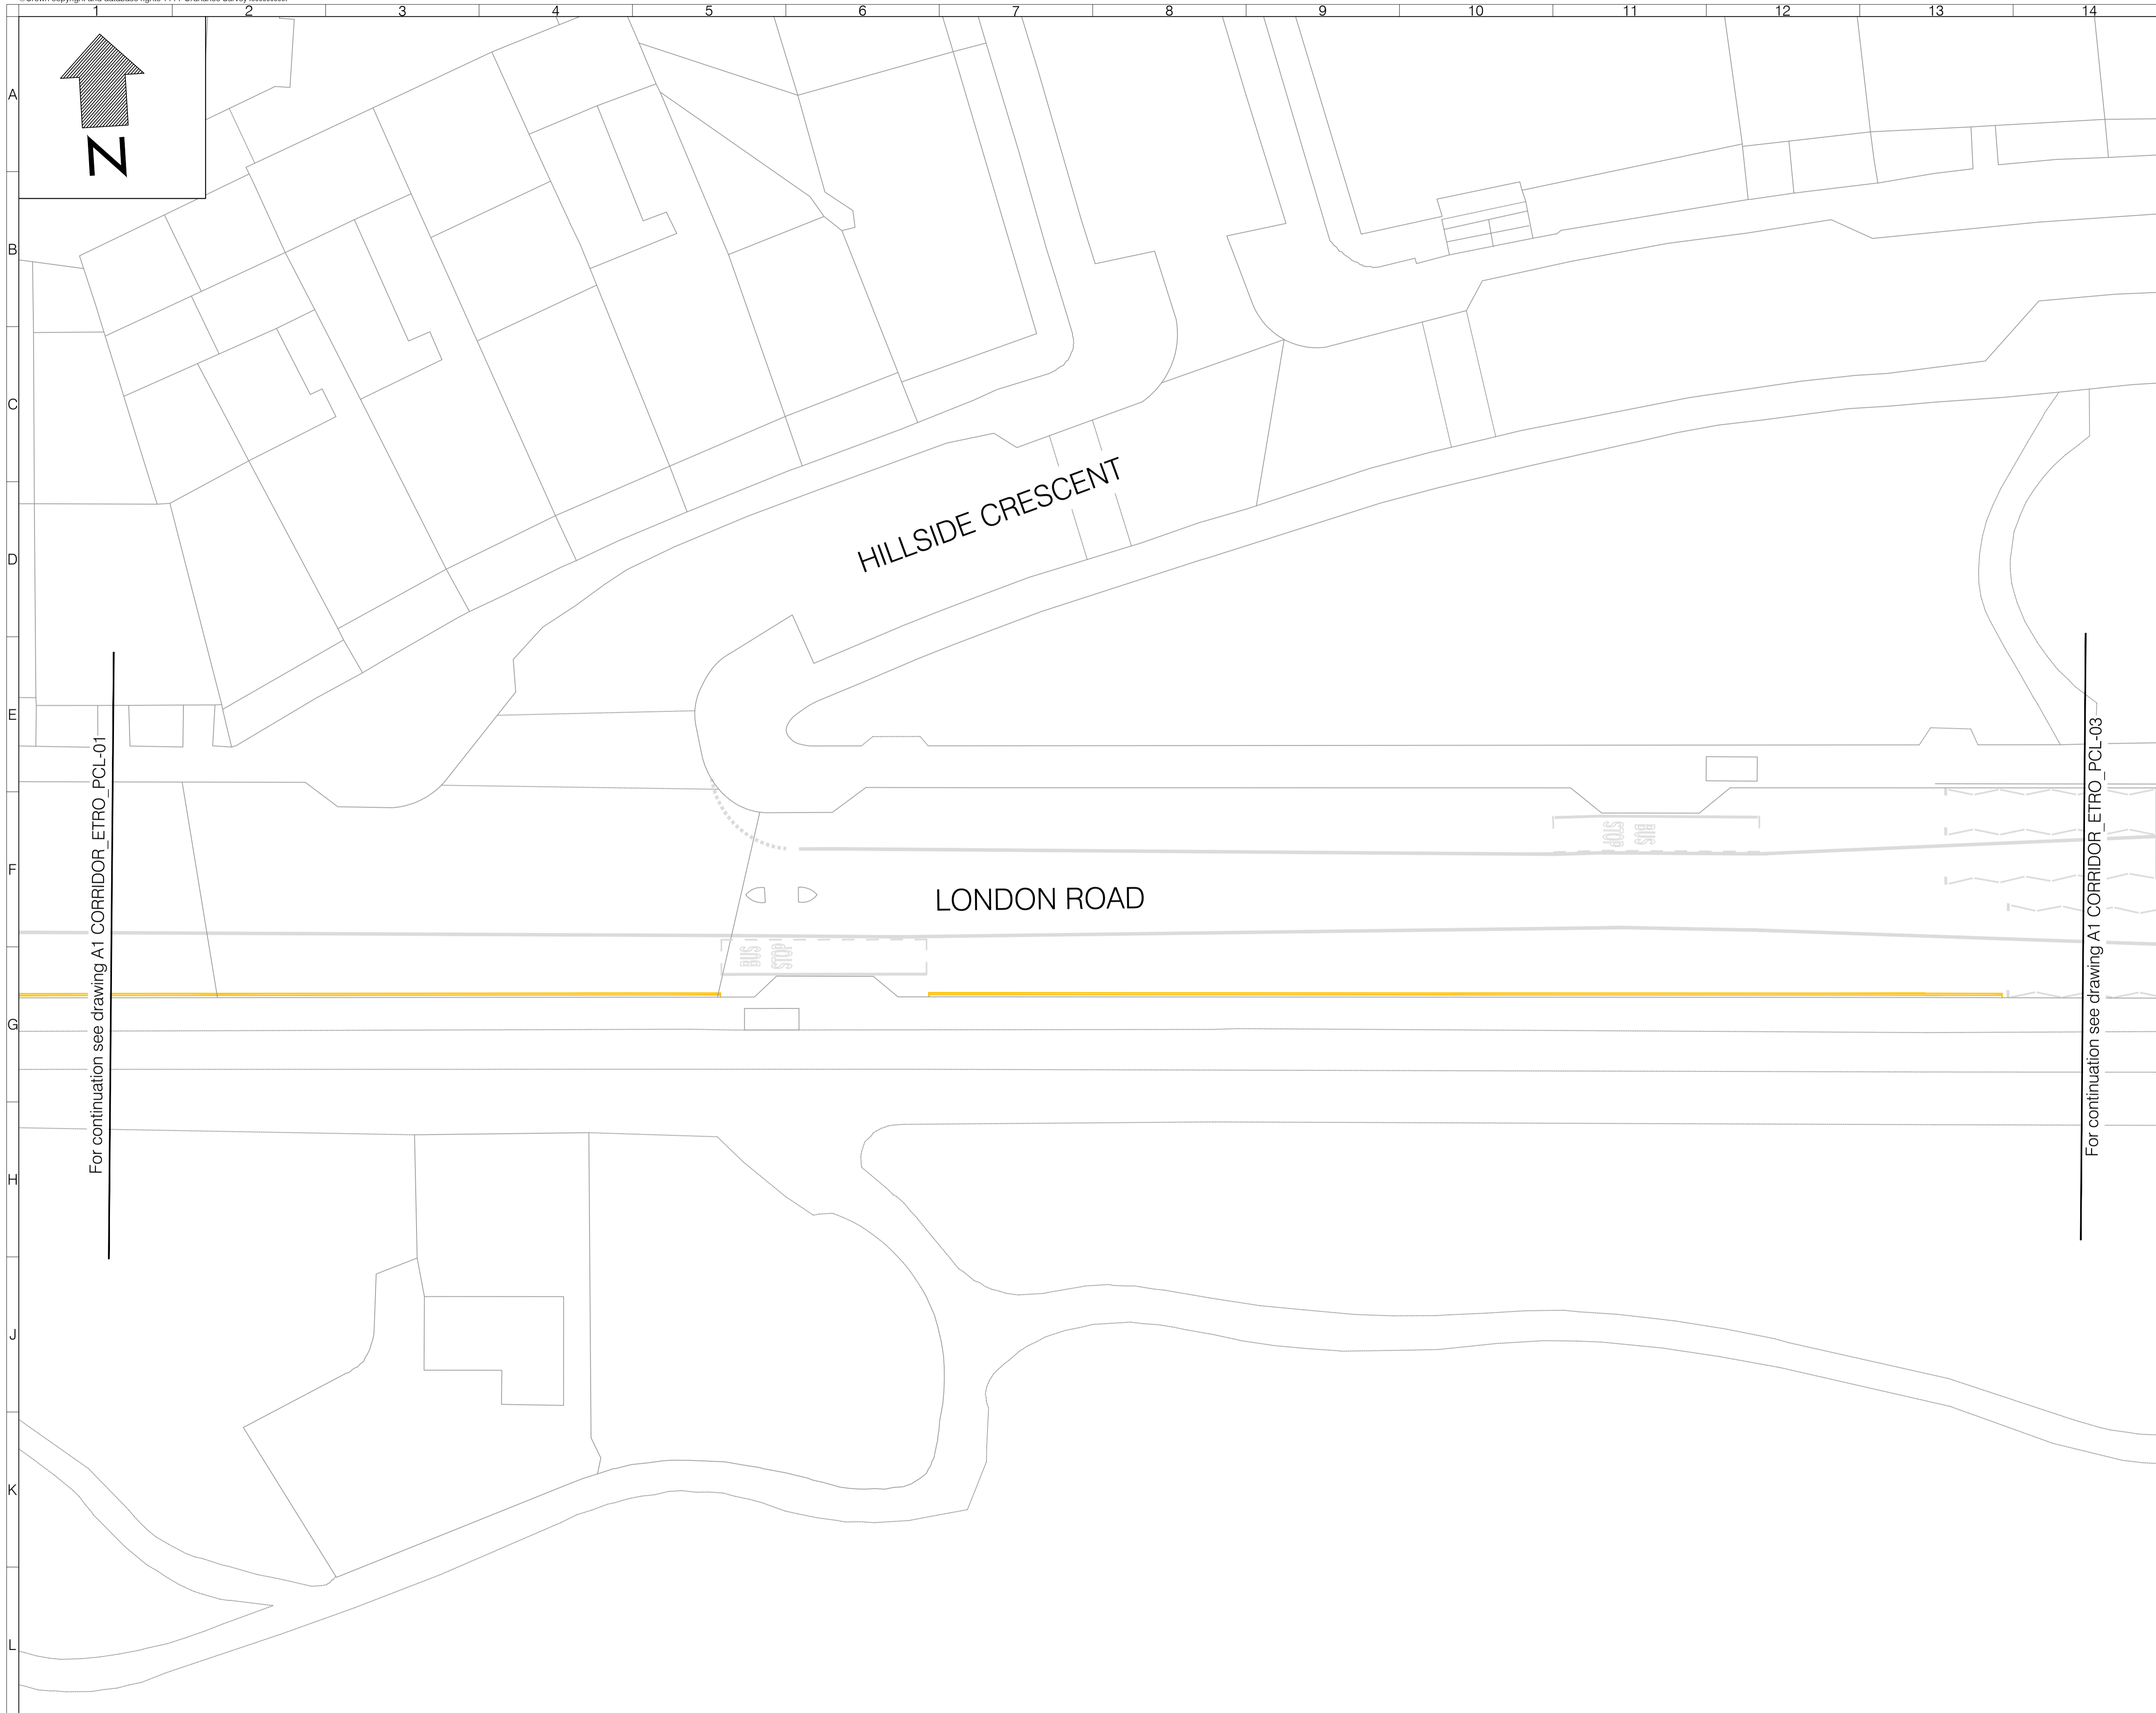 1 2 3 4 5 6 7 8 9 10 11 12 13 14
A
N
B
C
HILLSIDE CRESCENT
D
E
For continuation see drawing A1 CORRIDOR_ETRO_PCL-01
For continuation see drawing A1 CORRIDOR_ETRO_PCL-03
BUS
STOP
F
LONDON ROAD
BUS
STOP
G
H
J
K
L